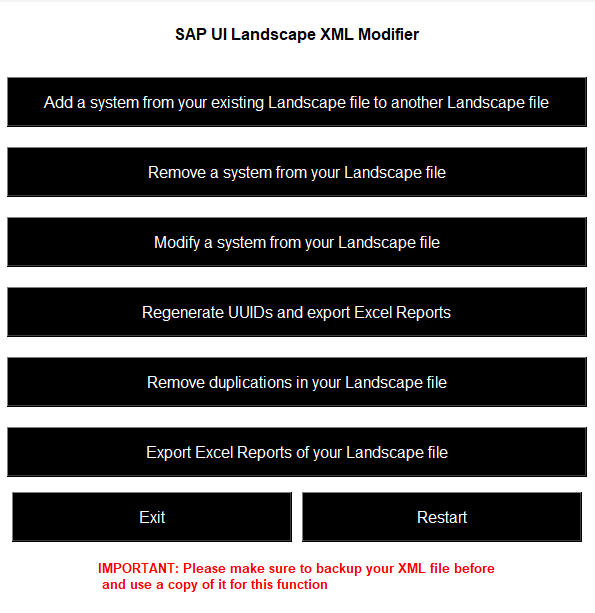 SAP UI Landscape XML Modifier
Add a system from your existing Landscape file to another Landscape file
Remove a system from your Landscape file
Modify a system from your Landscape file
Regenerate UUIDs and export Excel Reports
Remove duplications in your Landscape file
Export Excel Reports of your Landscape file
Exit
Restart
IMPORTANT: Please make sure to backup your XML file before
and use a copy of it for this function